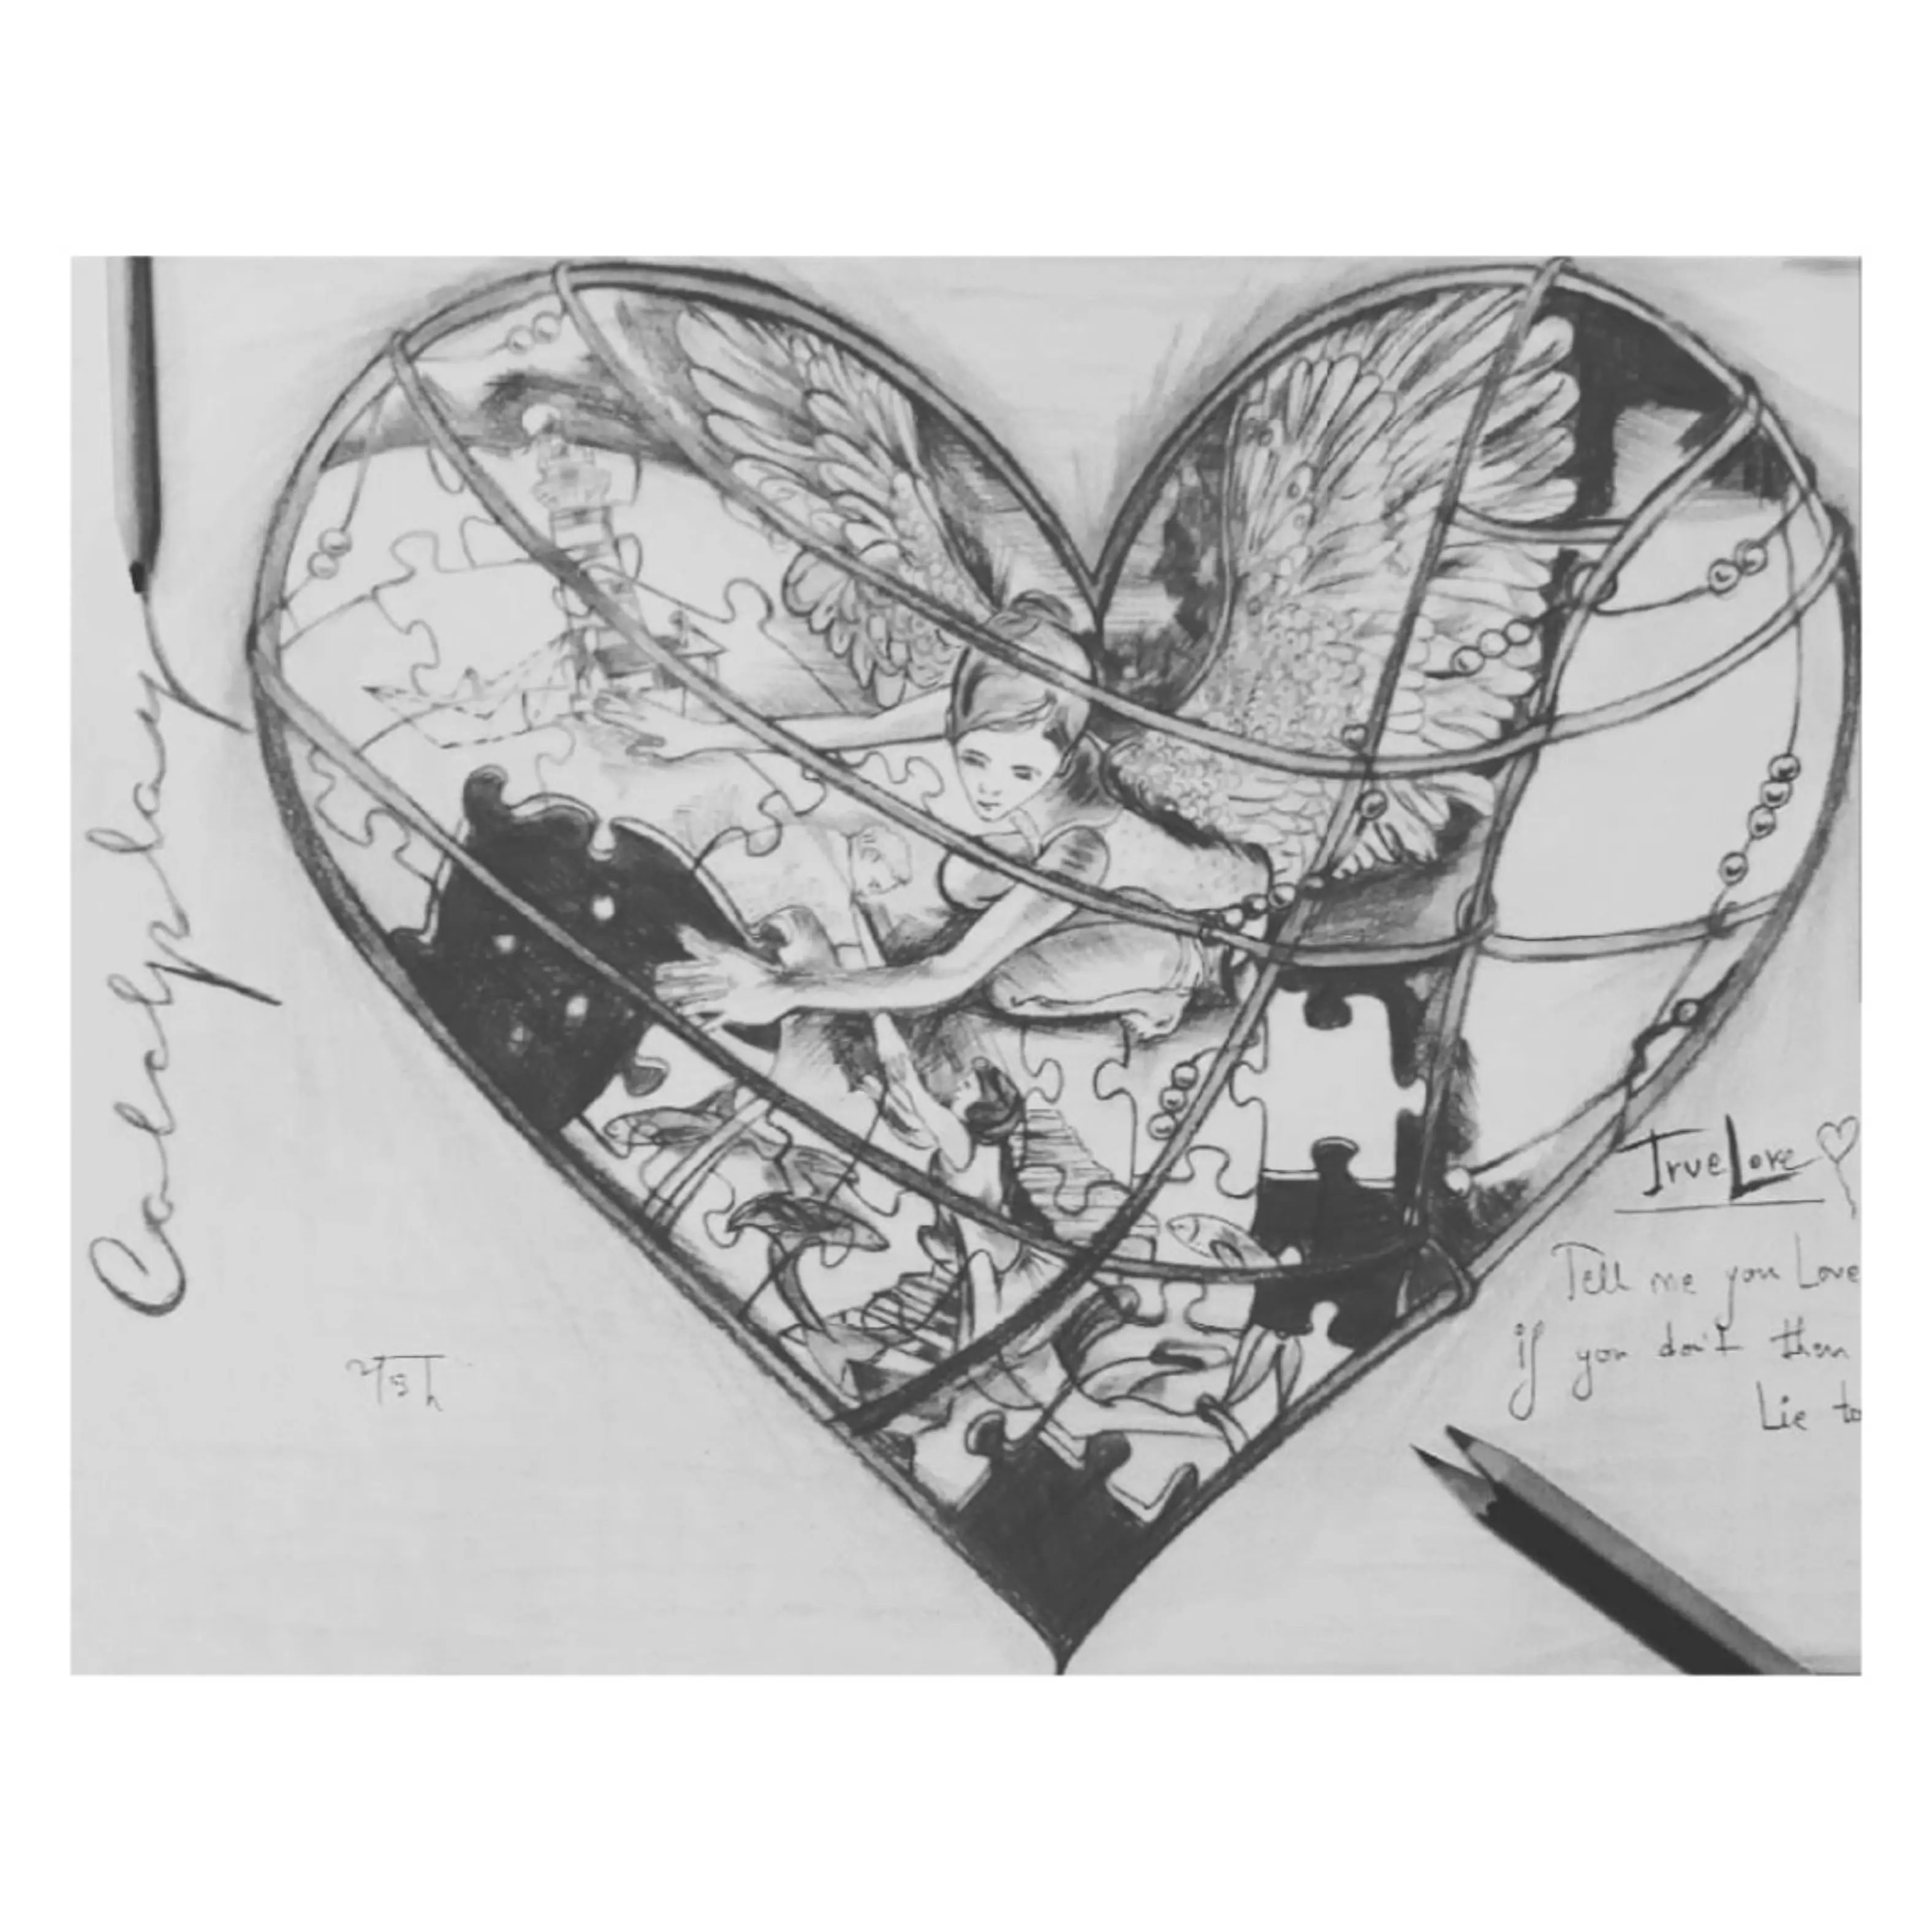 Coldplay
True Love
Tell me you Love
if you don't then
Lie to